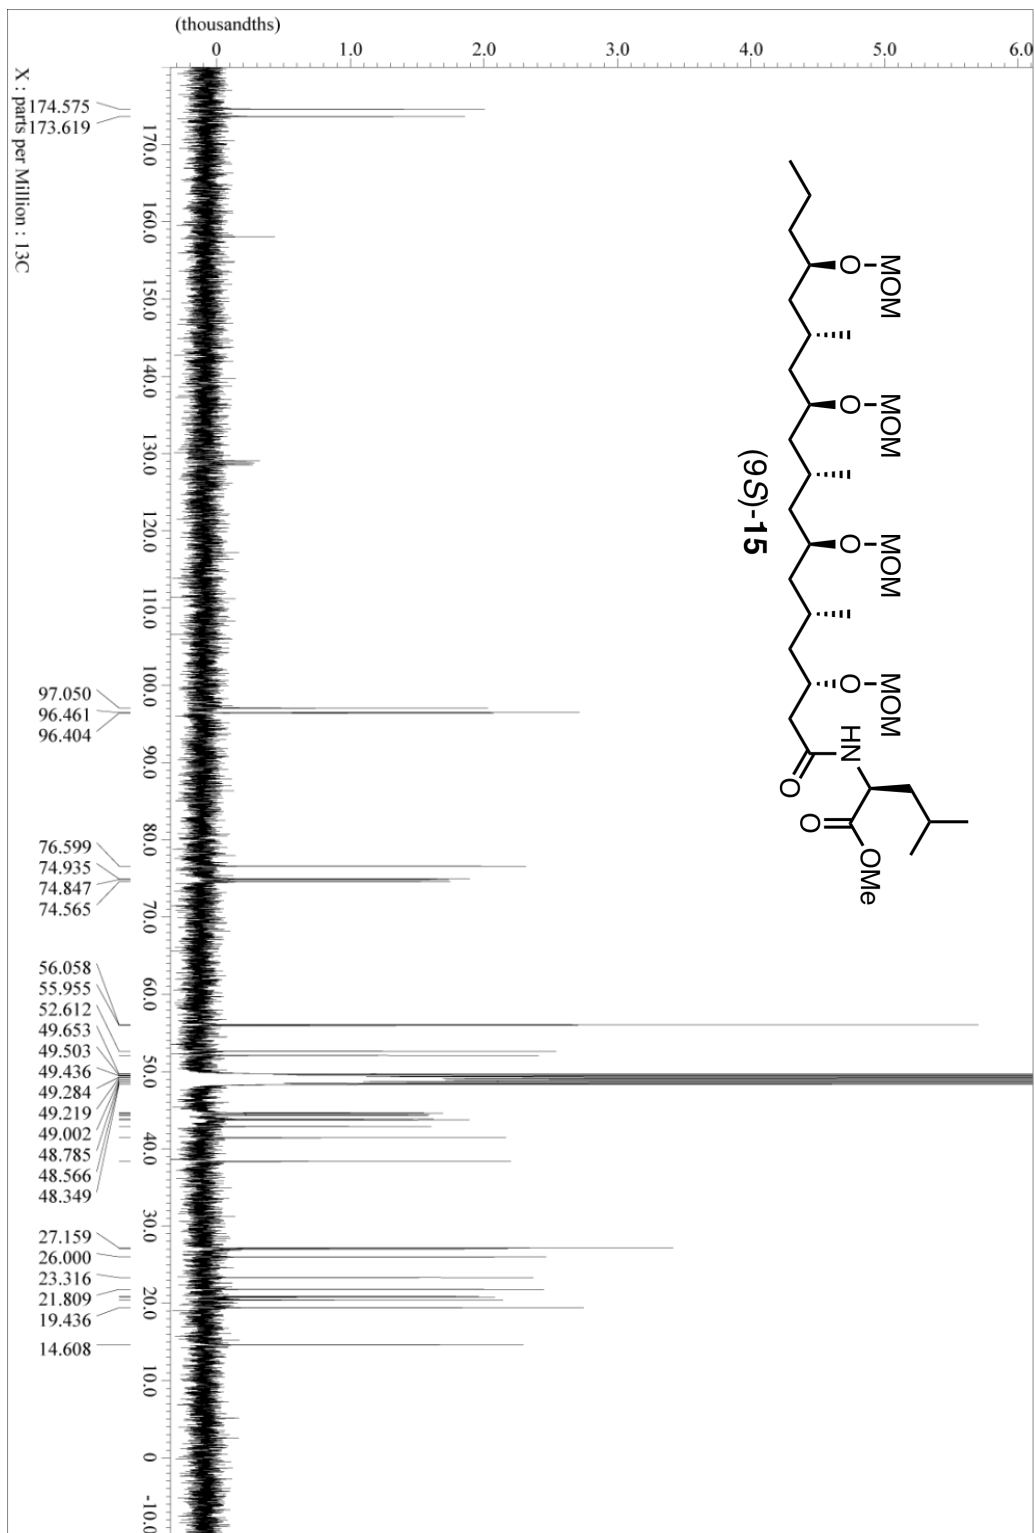 (thousandths)
0 1.0 2.0 3.0 4.0 5.0 6.0
X : parts per Million : 13C
170.0 160.0 150.0 140.0 130.0 120.0 110.0 100.0 90.0 80.0 70.0 60.0 50.0 40.0 30.0 20.0 10.0 0 -10.0
174.575
173.619
97.050
96.461
96.404
76.599
74.935
74.847
74.565
56.058
55.955
52.612
49.653
49.503
49.436
49.284
49.219
49.002
48.785
48.566
48.349
27.159
26.000
23.316
21.809
19.436
14.608
MOM MOM MOM MOM
O O O O
HN
O
O
OMe
(9S)-15